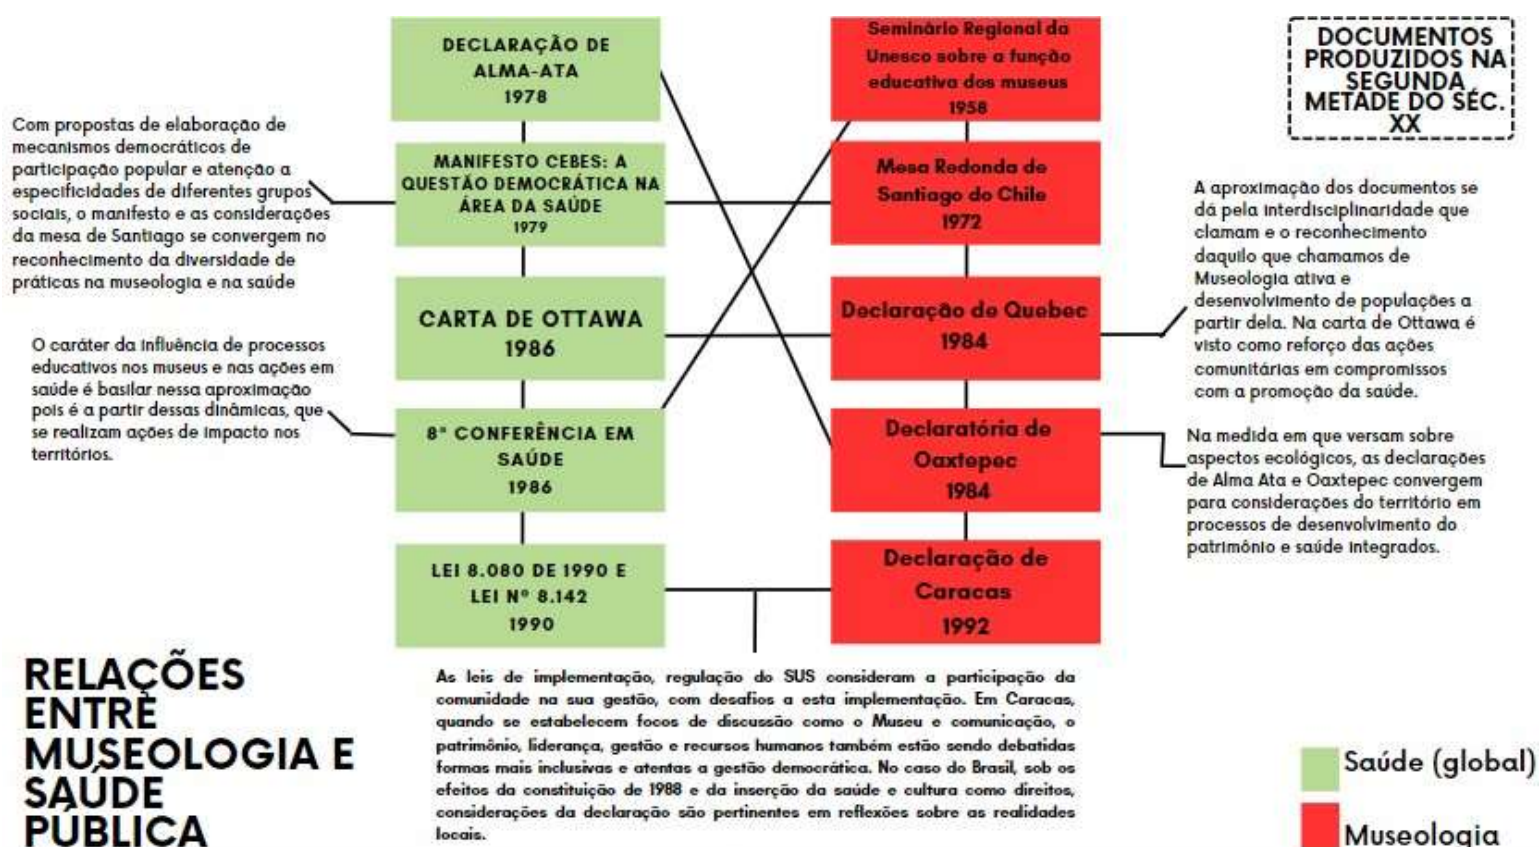 DECLARAÇÃO DE
ALMA-ATA
1978
Seminário Regional da
Unesco sobre a função
educativa dos museus
1958
DOCUMENTOS
PRODUZIDOS NA
SEGUNDA
METADE DO SÉC.
XX
Com propostas de elaboração de
mecanismos democráticos de
participação popular e atenção a
especificidades de diferentes grupos
sociais, o manifesto e as considerações
da mesa de Santiago se convergem no
reconhecimento da diversidade de
práticas na museologia e na saúde
MANIFESTO CEBES: A
QUESTÃO DEMOCRÁTICA NA
ÁREA DA SAÚDE
1979
Mesa Redonda de
Santiago do Chile
1972
A aproximação dos documentos se
dá pela interdisciplinaridade que
clamam e o reconhecimento
daquilo que chamamos de
Museologia ativa e
desenvolvimento de populações a
partir dela. Na carta de Ottawa é
visto como reforço das ações
comunitárias em compromissos
com a promoção da saúde.
CARTA DE OTTAWA
1986
Declaração de Quebec
1984
O caráter da influência de processos
educativos nos museus e nas ações em
saúde é basilar nessa aproximação
pois é a partir dessas dinâmicas, que
se realizam ações de impacto nos
territórios.
8ª CONFERÊNCIA EM
SAÚDE
1986
Declaratória de
Oaxtepec
1984
Na medida em que versam sobre
aspectos ecológicos, as declarações
de Alma Ata e Oaxtepec convergem
para considerações do território em
processos de desenvolvimento do
patrimônio e saúde integrados.
LEI 8.080 DE 1990 E
LEI Nº 8.142
1990
Declaração de
Caracas
1992
As leis de implementação, regulação do SUS consideram a participação da
comunidade na sua gestão, com desafios a esta implementação. Em Caracas,
quando se estabelecem focos de discussão como o Museu e comunicação, o
patrimônio, liderança, gestão e recursos humanos também estão sendo debatidas
formas mais inclusivas e atentas a gestão democrática. No caso do Brasil, sob os
efeitos da constituição de 1988 e da inserção da saúde e cultura como direitos,
considerações da declaração são pertinentes em reflexões sobre as realidades
locais.
RELAÇÕES
ENTRE
MUSEOLOGIA E
SAÚDE
PÚBLICA
Saúde (global)
Museologia